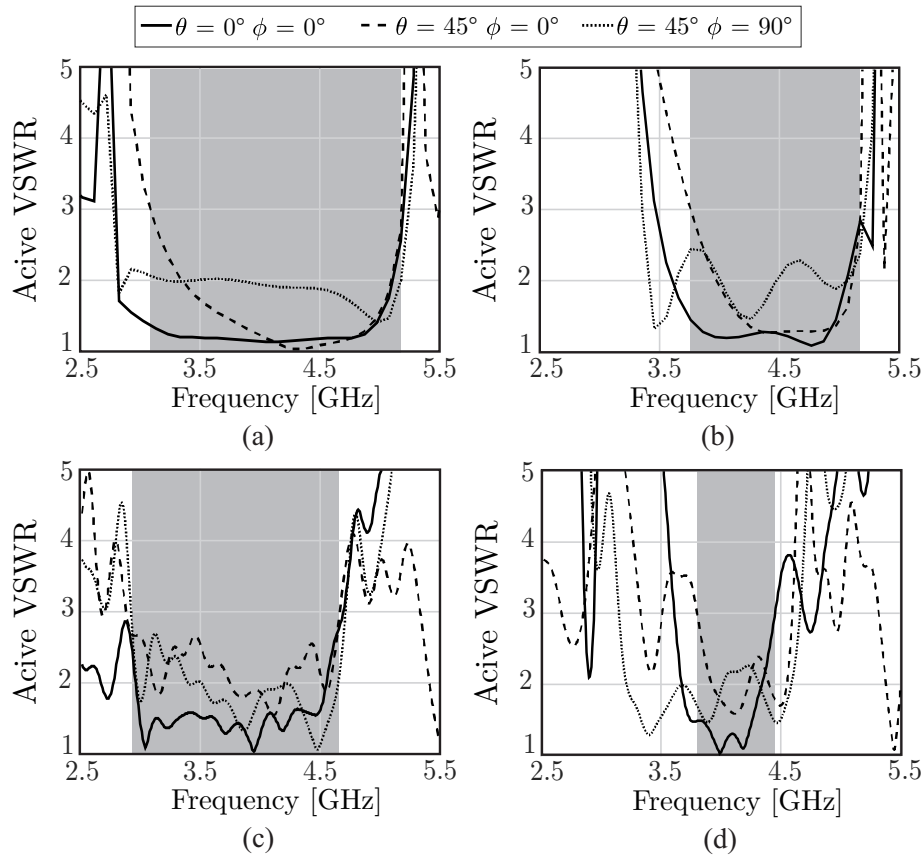 θ = 0° ϕ = 0° θ = 45° ϕ = 0° θ = 45° ϕ = 90°
5
4
3
2
1
Acive VSWR
2.5 3.5 4.5 5.5
Frequency [GHz]
(a)
5
4
3
2
1
Acive VSWR
2.5 3.5 4.5 5.5
Frequency [GHz]
(b)
5
4
3
2
1
Acive VSWR
2.5 3.5 4.5 5.5
Frequency [GHz]
(c)
5
4
3
2
1
Acive VSWR
2.5 3.5 4.5 5.5
Frequency [GHz]
(d)